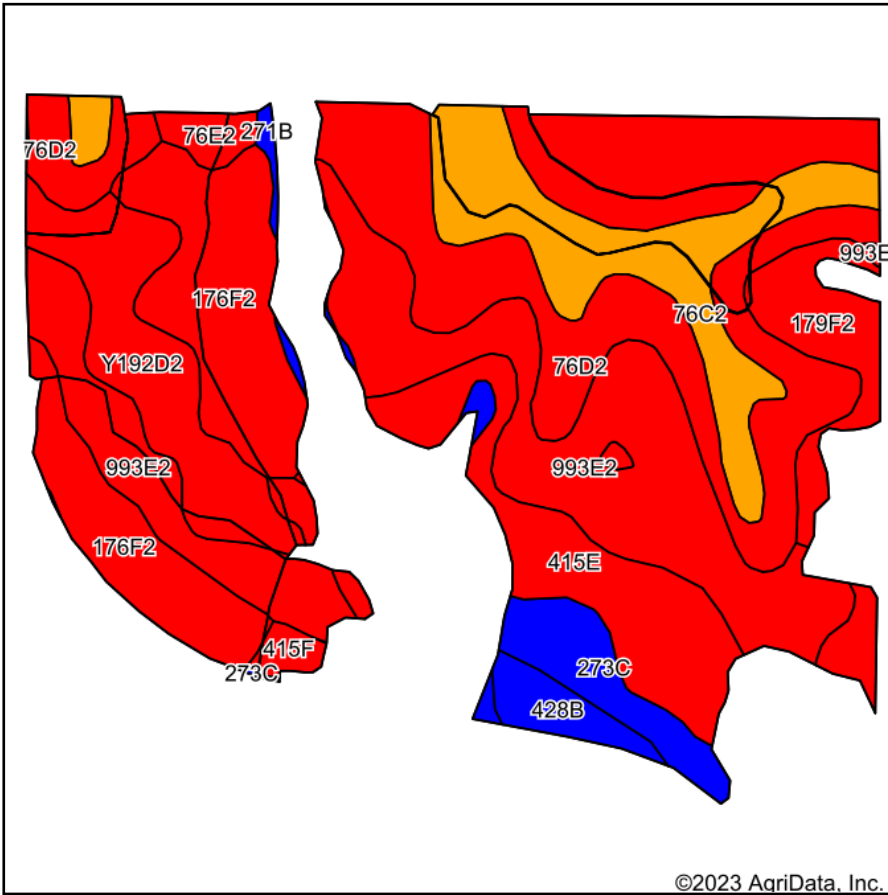 76E2
271B
76D2
993E
176F2
76C2
179F2
Y192D2
76D2
993E2
993E2
176F2
415E
415F
273C
273C
428B
©2023 AgriData, Inc.